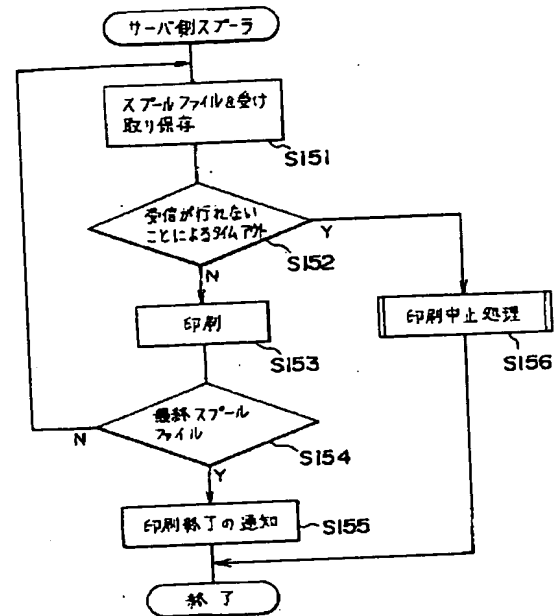 サーバ側スプーラ
スプールファイルを受け
取り保存
S151
受信が行れない
ことによるタイムアウト
Y
S152
N
印刷
S153
印刷中止処理
S156
最終スプール
ファイル
N
S154
Y
印刷終了の通知
S155
終了